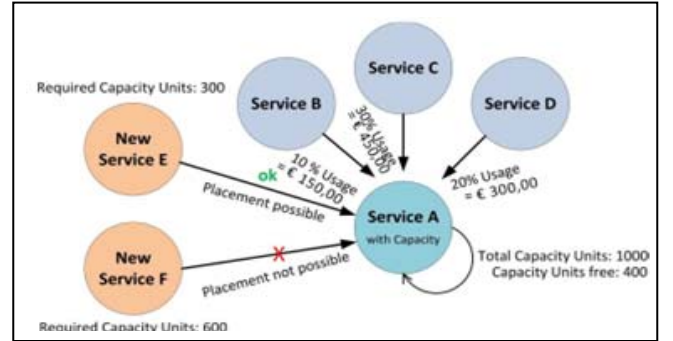 Required Capacity Units: 300
New
Service E
Service B
Service C
Service D
30% Usage
= € 450,00
10 % Usage
= € 150,00
20% Usage
= € 300,00
ok
Placement possible
Service A
with Capacity
New
Service F
X
Placement not possible
Total Capacity Units: 1000
Capacity Units free: 400
Required Capacity Units: 600